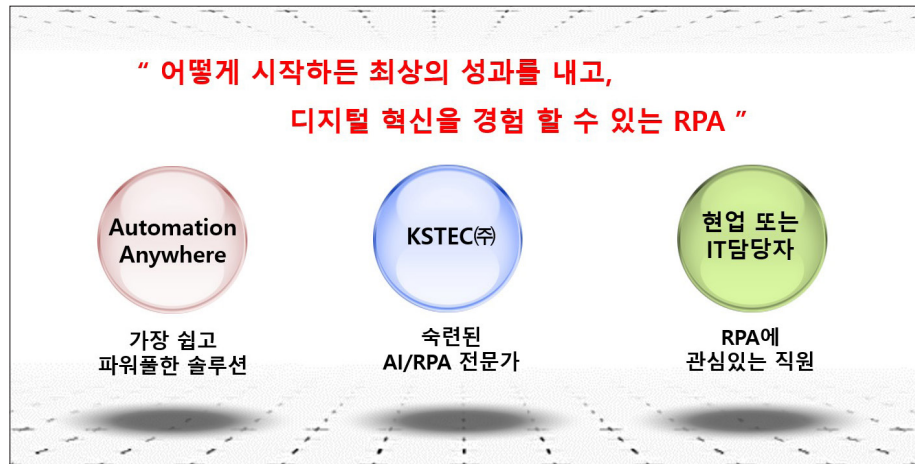 “ 어떻게 시작하든 최상의 성과를 내고,
디지털 혁신을 경험 할 수 있는 RPA ”
Automation
Anywhere
가장 쉽고
파워풀한 솔루션
KSTEC㈜
숙련된
AI/RPA 전문가
현업 또는
IT담당자
RPA에
관심있는 직원